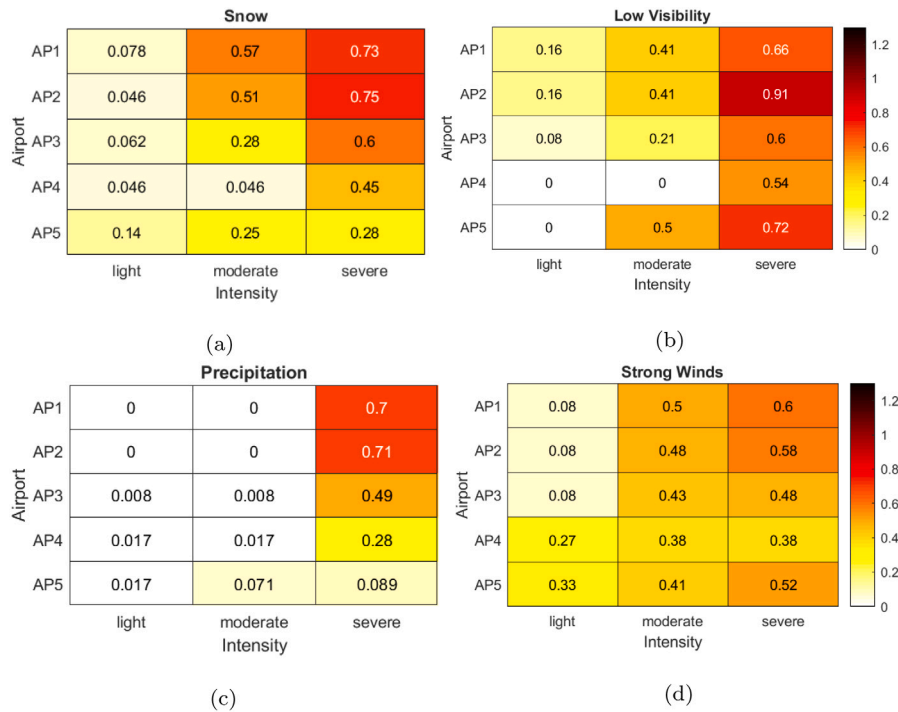 Snow
AP1 0.078 0.57 0.73
AP2 0.046 0.51 0.75
AP3 0.062 0.28 0.6
AP4 0.046 0.046 0.45
AP5 0.14 0.25 0.28
Airport
light moderate severe
Intensity
(a)
Low Visibility
AP1 0.16 0.41 0.66
AP2 0.16 0.41 0.91
AP3 0.08 0.21 0.6
AP4 0 0 0.54
AP5 0 0.5 0.72
Airport
light moderate severe
Intensity
1.2
1
0.8
0.6
0.4
0.2
0
(b)
Precipitation
AP1 0 0 0.7
AP2 0 0 0.71
AP3 0.008 0.008 0.49
AP4 0.017 0.017 0.28
AP5 0.017 0.071 0.089
Airport
light moderate severe
Intensity
(c)
Strong Winds
AP1 0.08 0.5 0.6
AP2 0.08 0.48 0.58
AP3 0.08 0.43 0.48
AP4 0.27 0.38 0.38
AP5 0.33 0.41 0.52
Airport
light moderate severe
Intensity
1.2
1
0.8
0.6
0.4
0.2
0
(d)